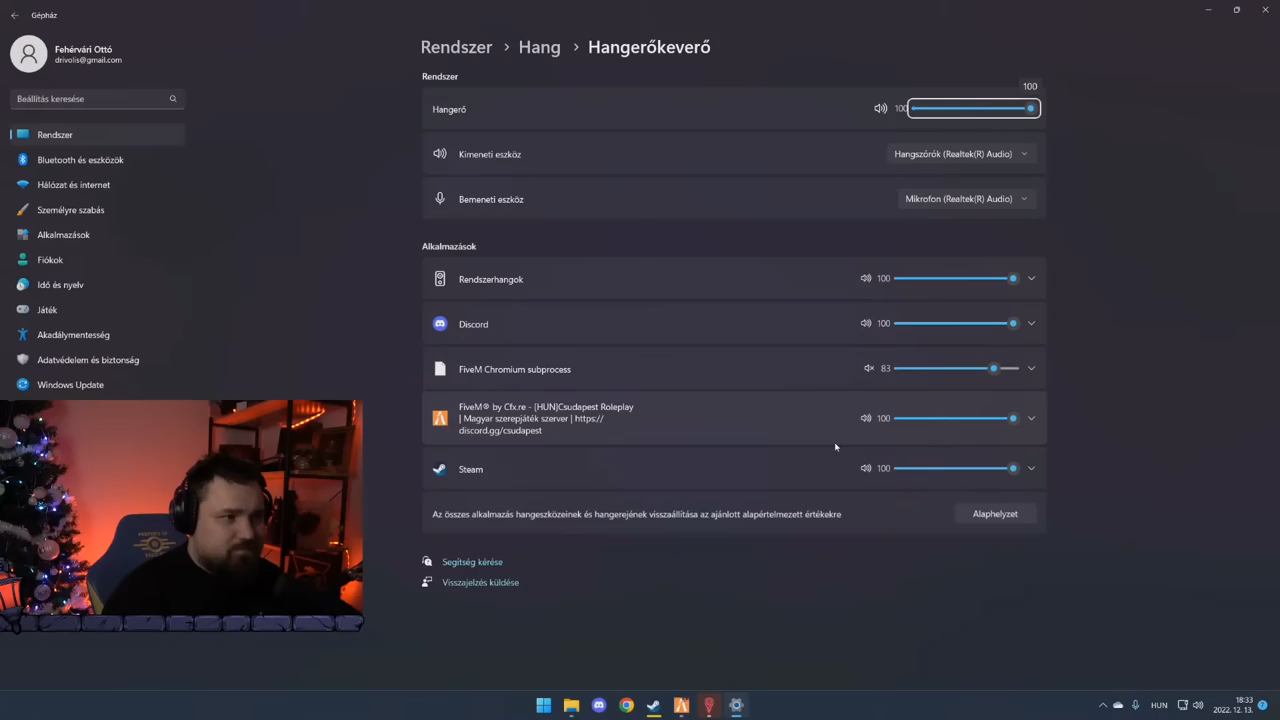 Gépház
Fehérvári Ottó
drivolis@gmail.com
Beállítás keresése
Rendszer
Bluetooth és eszközök
Hálózat és internet
Személyre szabás
Alkalmazások
Fiókok
Idő és nyelv
Játék
Akadálymentesség
Adatvédelem és biztonság
Windows Update
Rendszer > Hang > Hangerőkeverő
Rendszer
100
Hangerő 100
Kimeneti eszköz Hangszórók (Realtek(R) Audio)
Bemeneti eszköz Mikrofon (Realtek(R) Audio)
Alkalmazások
Rendszerhangok 100
Discord 100
FiveM Chromium subprocess 83
FiveM® by Cfx.re - [HUN]Csudapest Roleplay
| Magyar szerepjáték szerver | https://
discord.gg/csudapest
100
Steam 100
Az összes alkalmazás hangeszközeinek és hangerejének visszaállítása az ajánlott alapértelmezett értékekre Alaphelyzet
Segítség kérése
Visszajelzés küldése
HUN
18:33
2022. 12. 13.